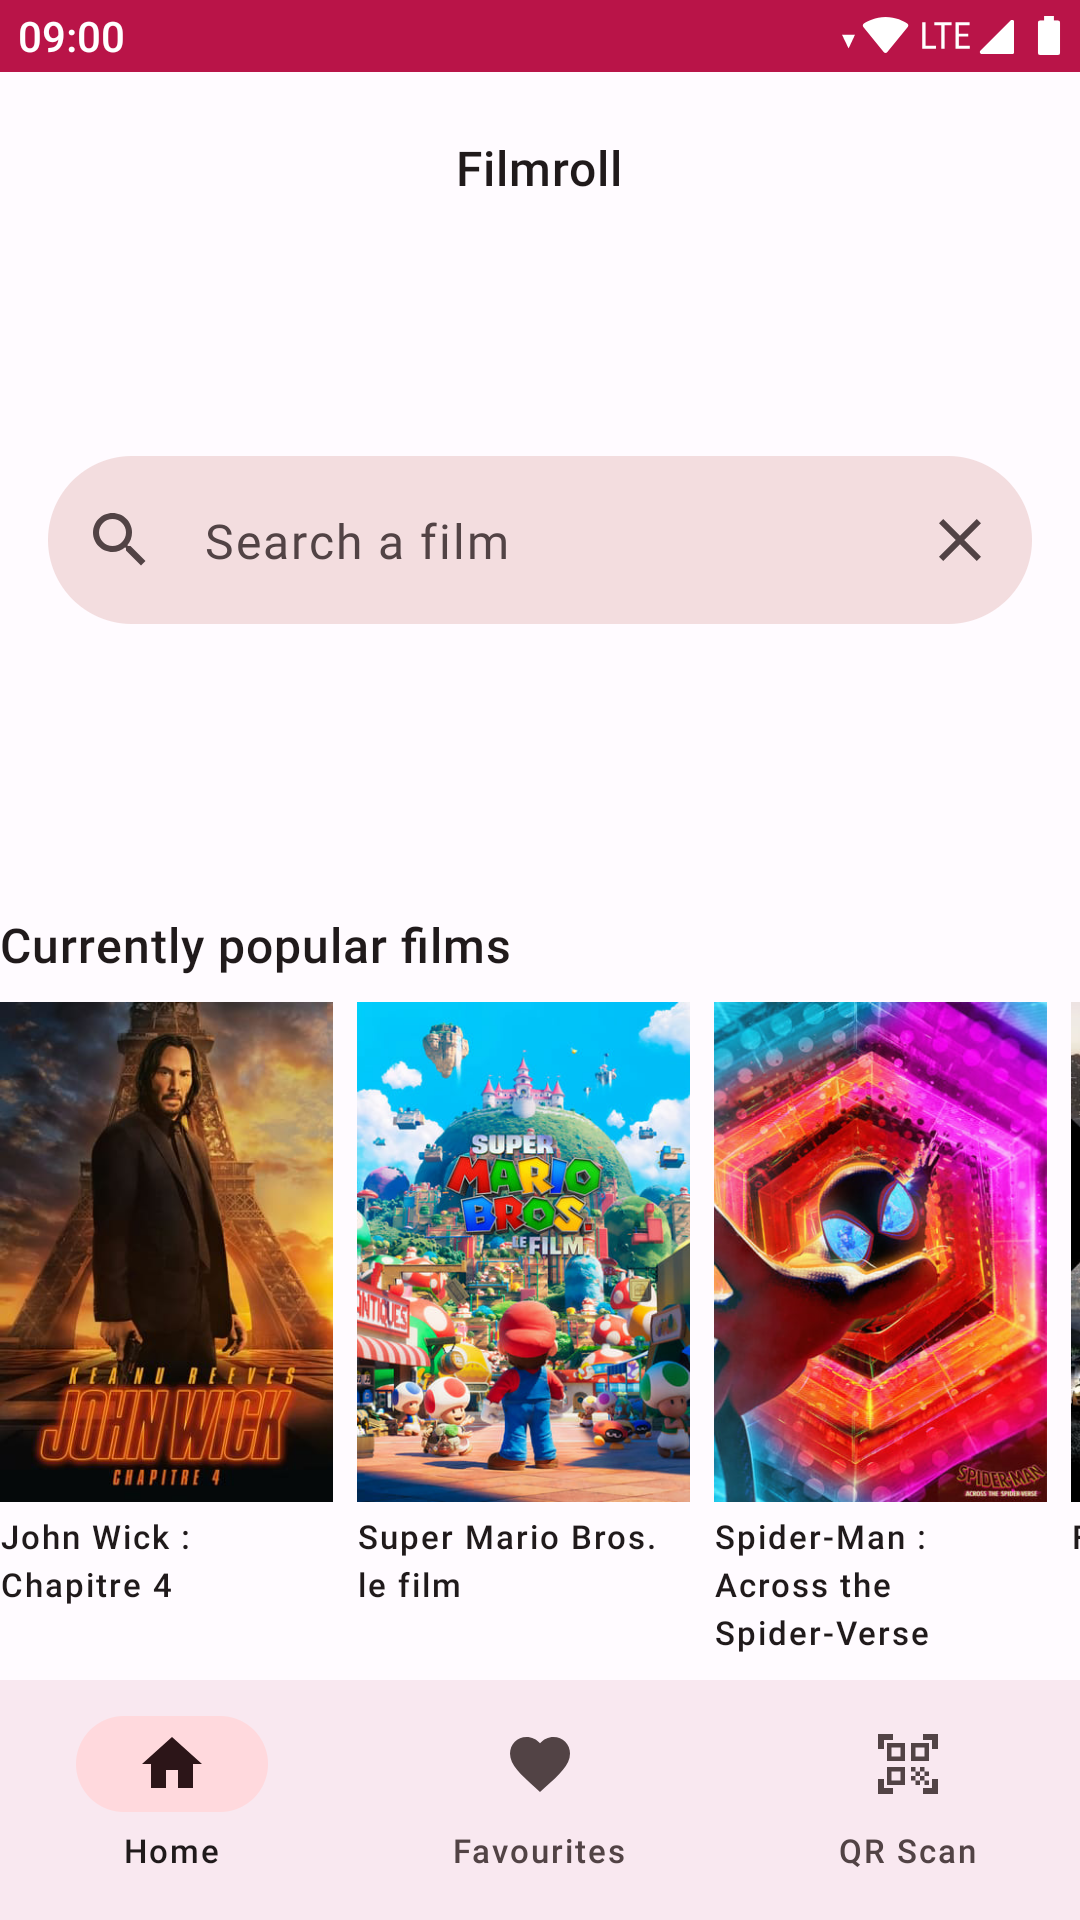 09:00
LTE
Filmroll
Search a film
Currently popular films
KEANU REEVES
JOHN WICK
CHAPITRE 4
SUPER
MARIO
BROS.
LE FILM
ANTIQUES
SPIDER-MAN
ACROSS THE SPIDER-VERSE
John Wick :
Chapitre 4
Super Mario Bros.
le film
Spider-Man :
Across the
Spider-Verse
Home
Favourites
QR Scan